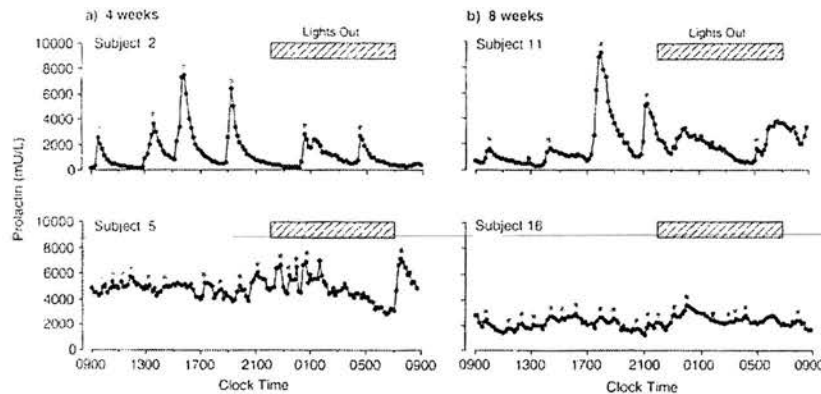 a) 4 weeks
b) 8 weeks
Lights Out
Lights Out
Subject 2
Subject 11
10000
8000
6000
4000
2000
0
Prolactin (mU/L)
Subject 5
Subject 16
10000
8000
6000
4000
2000
0
0900 1300 1700 2100 0100 0500 0900
0900 1300 1700 2100 0100 0500 0900
Clock Time
Clock Time